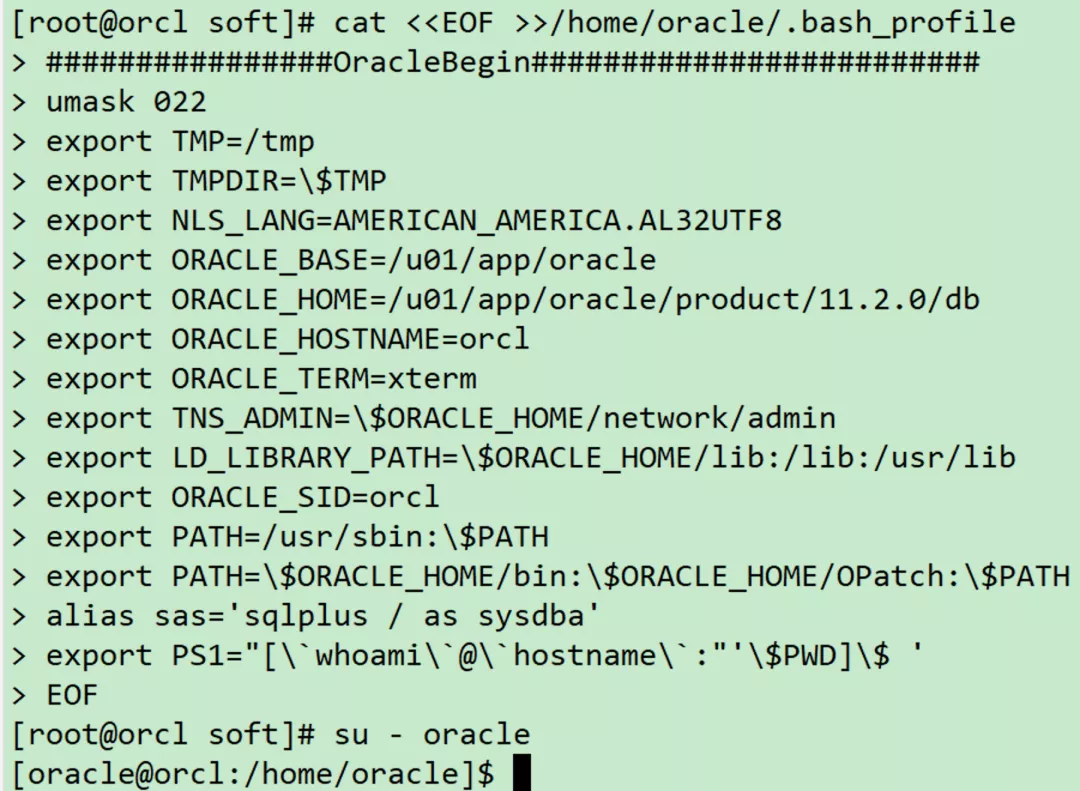 [root@orcl soft]# cat <<EOF >>/home/oracle/.bash_profile
> ################OracleBegin#########################
> umask 022
> export TMP=/tmp
> export TMPDIR=\$TMP
> export NLS_LANG=AMERICAN_AMERICA.AL32UTF8
> export ORACLE_BASE=/u01/app/oracle
> export ORACLE_HOME=/u01/app/oracle/product/11.2.0/db
> export ORACLE_HOSTNAME=orcl
> export ORACLE_TERM=xterm
> export TNS_ADMIN=\$ORACLE_HOME/network/admin
> export LD_LIBRARY_PATH=\$ORACLE_HOME/lib:/lib:/usr/lib
> export ORACLE_SID=orcl
> export PATH=/usr/sbin:\$PATH
> export PATH=\$ORACLE_HOME/bin:\$ORACLE_HOME/OPatch:\$PATH
> alias sas='sqlplus / as sysdba'
> export PS1="[\`whoami\`@\`hostname\`:"'\$PWD]\$ '
> EOF
[root@orcl soft]# su - oracle
[oracle@orcl:/home/oracle]$